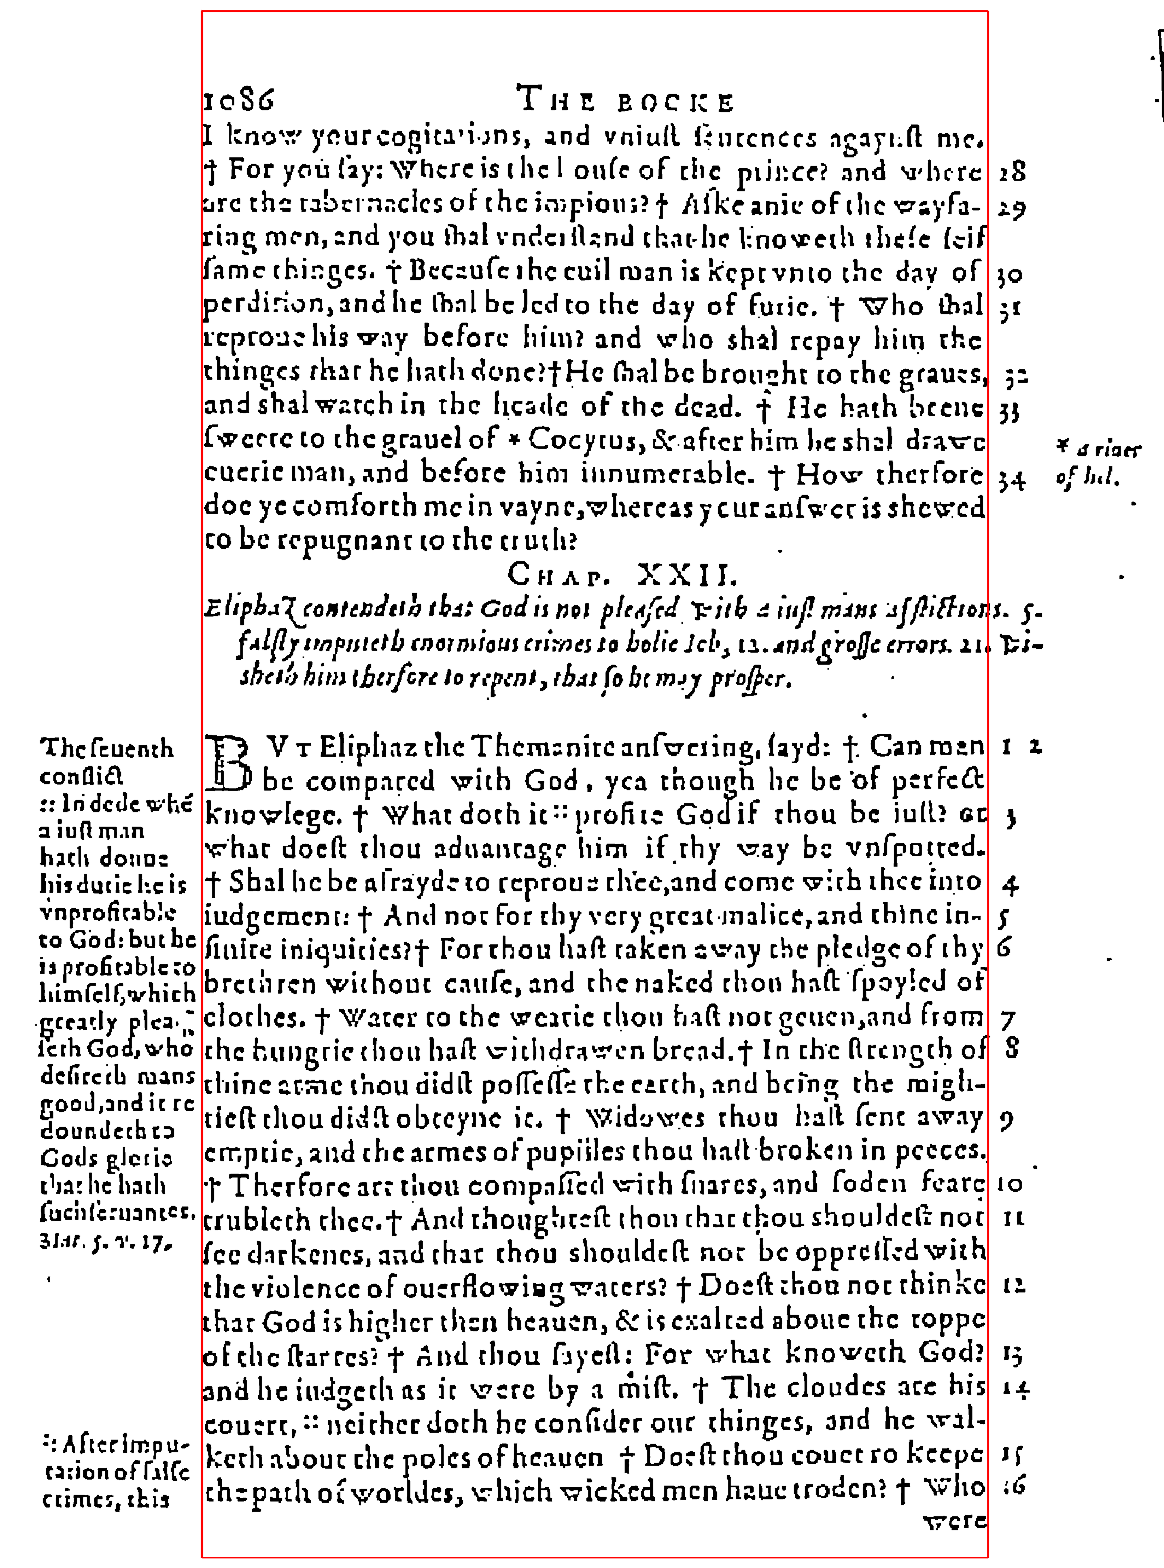 1086 THE BOOKE
I know your cogitations, and vniust sentences agaynst me.
† For you say: Where is the house of the prince? and where 28
are the tabernacles of the impious? † Aske anie of the wayfa- 29
ring men, and you shal vnderstand that he knoweth these self
same thinges. † Because the euil man is kept vnto the day of 30
perdition, and he shal be led to the day of furie. † Who shal 31
reproue his way before him? and who shal repay him the
thinges that he hath done? † He shal be brought to the graues, 32
and shal watch in the heade of the dead. † He hath beene 33
sweete to the grauel of * Cocytus, & after him he shal drawe
euerie man, and before him innumerable. † How therfore 34
doe ye comforth me in vayne, whereas your answer is shewed
to be repugnant to the truth?
* a riuer
of hel.
CHAP. XXII.
Eliphaz contendeth that God is not pleased with a iust mans afflictions. 5.
falsly imputeth enormious crimes to holie Iob, 12. and grosse errors. 21. Wi-
sheth him therfore to repent, that so he may prosper.
BVT Eliphaz the Themanite answering, sayd: † Can man 1 2
be compared with God, yea though he be of perfect
knowlege. † What doth it :: profite God if thou be iust? or 3
what doest thou aduantage him if thy way be vnspotted.
† Shal he be afrayde to reproue thee, and come with thee into 4
iudgement: † And not for thy very great malice, and thine in- 5
finite iniquities? † For thou hast taken away the pledge of thy 6
brethren without cause, and the naked thou hast spoyled of
clothes. † Water to the wearie thou hast not geuen, and from 7
the hungrie thou hast withdrawen bread. † In the strength of 8
thine arme thou didst possesse the earth, and being the migh-
tiest thou didst obteyne it. † Widowes thou hast sent away 9
emptie, and the armes of pupilles thou hast broken in peeces.
† Therfore art thou compassed with snares, and soden feare 10
trubleth thee. † And thoughtest thou that thou shouldest not 11
see darkenes, and that thou shouldest not be oppressed with
the violence of ouerflowing waters? † Doest thou not thinke 12
that God is higher then heauen, & is exalted aboue the toppe
of the starres? † And thou sayest: For what knoweth God? 13
and he iudgeth as it were by a mist. † The cloudes are his 14
couert, :: neither doth he consider our thinges, and he wal-
keth about the poles of heauen † Doest thou couet to keepe 15
the path of worldes, which wicked men haue troden? † Who 16
were
The seuenth
conflict
:: In dede whē
a iust man
hath donne
his dutie he is
vnprofitable
to God: but he
is profitable to
himself, which
greatly plea-
seth God, who
desireth mans
good, and it re
doundeth to
Gods glorie
that he hath
such seruantes.
Mat. 5. v. 17.
:: After impu-
tation of false
crimes, this